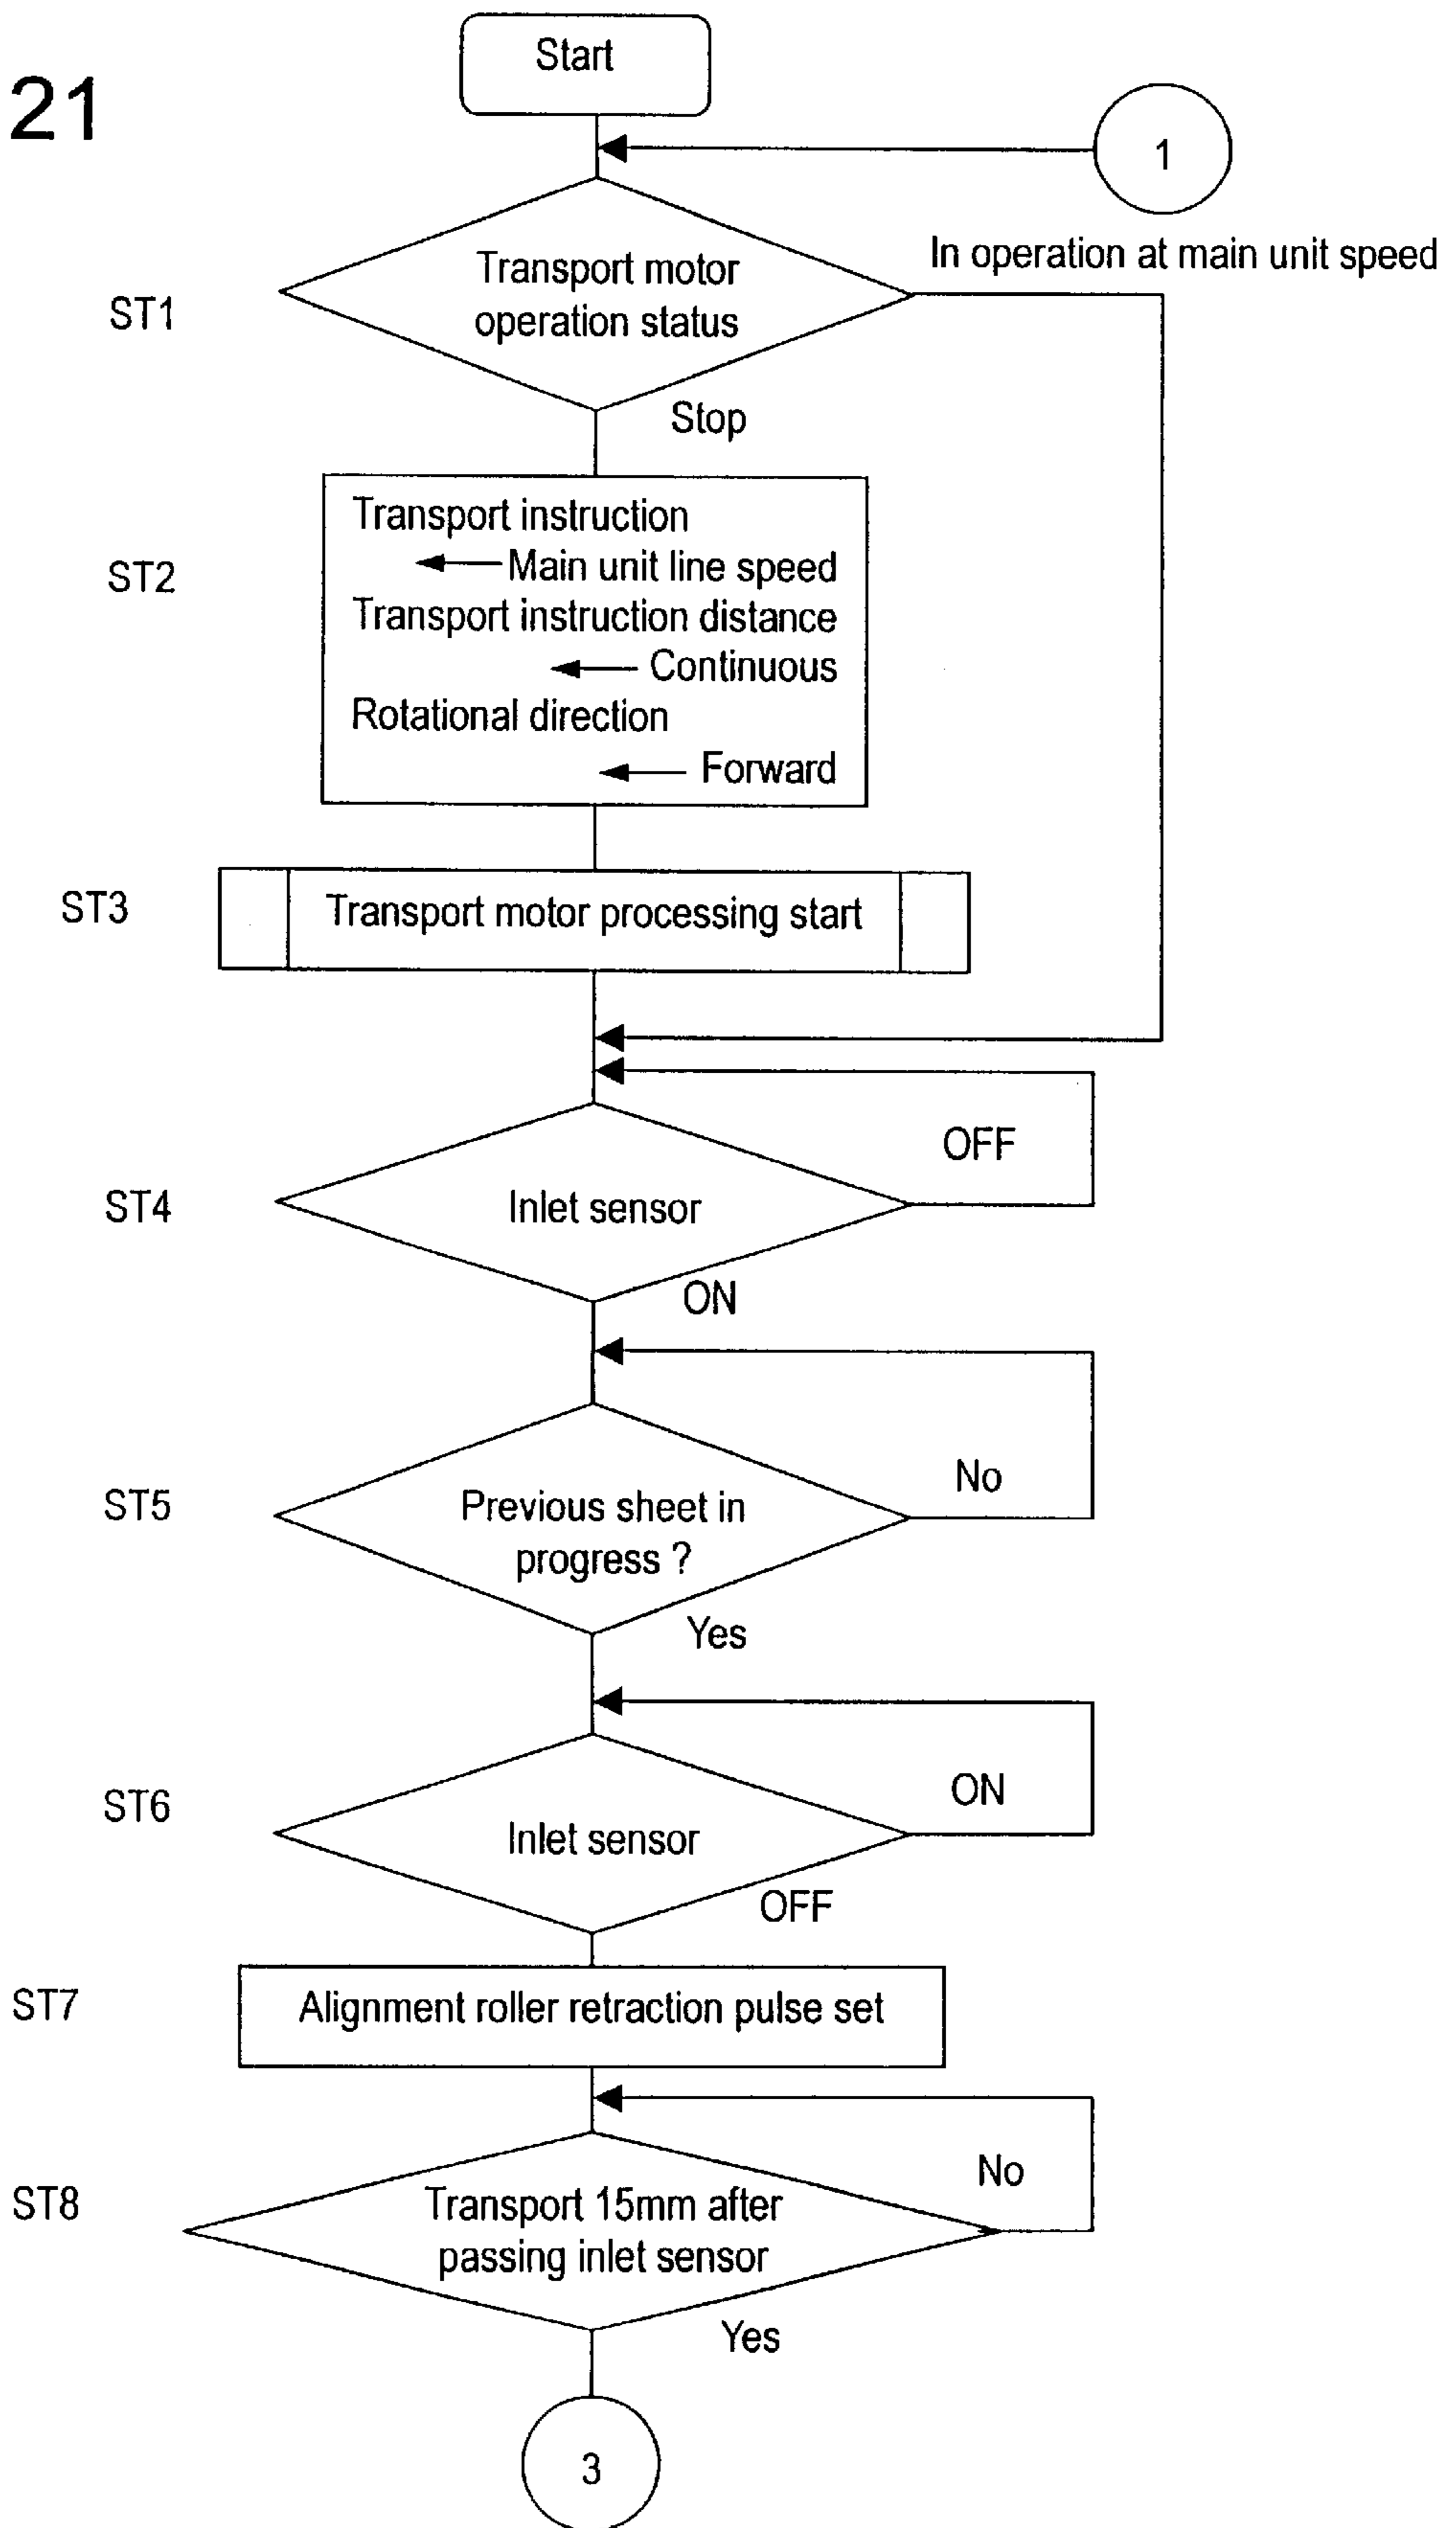 21
Start
1
In operation at main unit speed
ST1
Transport motor
operation status
Stop
ST2
Transport instruction
Main unit line speed
Transport instruction distance
Continuous
Rotational direction
Forward
ST3
Transport motor processing start
OFF
ST4
Inlet sensor
ON
No
ST5
Previous sheet in
progress ?
Yes
ON
ST6
Inlet sensor
OFF
ST7
Alignment roller retraction pulse set
No
ST8
Transport 15mm after
passing inlet sensor
Yes
3